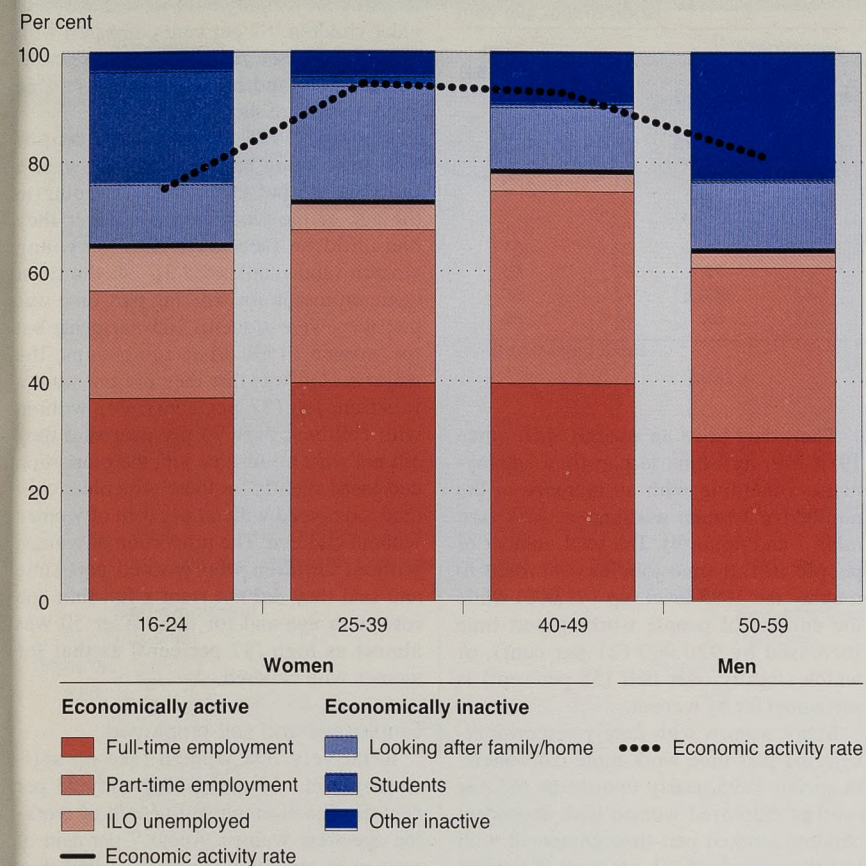 Per cent
100
80
60
40
20
0
16-24 25-39 40-49 50-59
Women Men
Economically active Economically inactive
Full-time employment Looking after family/home Economic activity rate
Part-time employment Students
ILO unemployed Other inactive
Economic activity rate